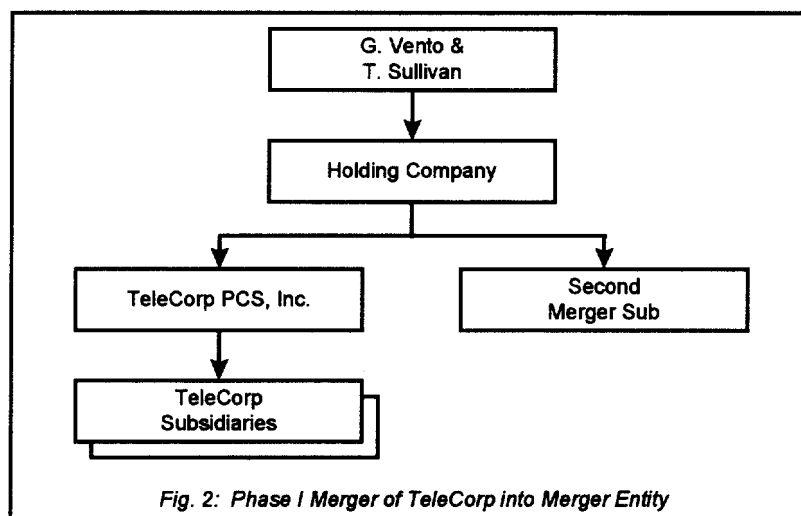 G. Vento &
T. Sullivan
Holding Company
TeleCorp PCS, Inc.
Second
Merger Sub
TeleCorp
Subsidiaries
Fig. 2: Phase I Merger of TeleCorp into Merger Entity